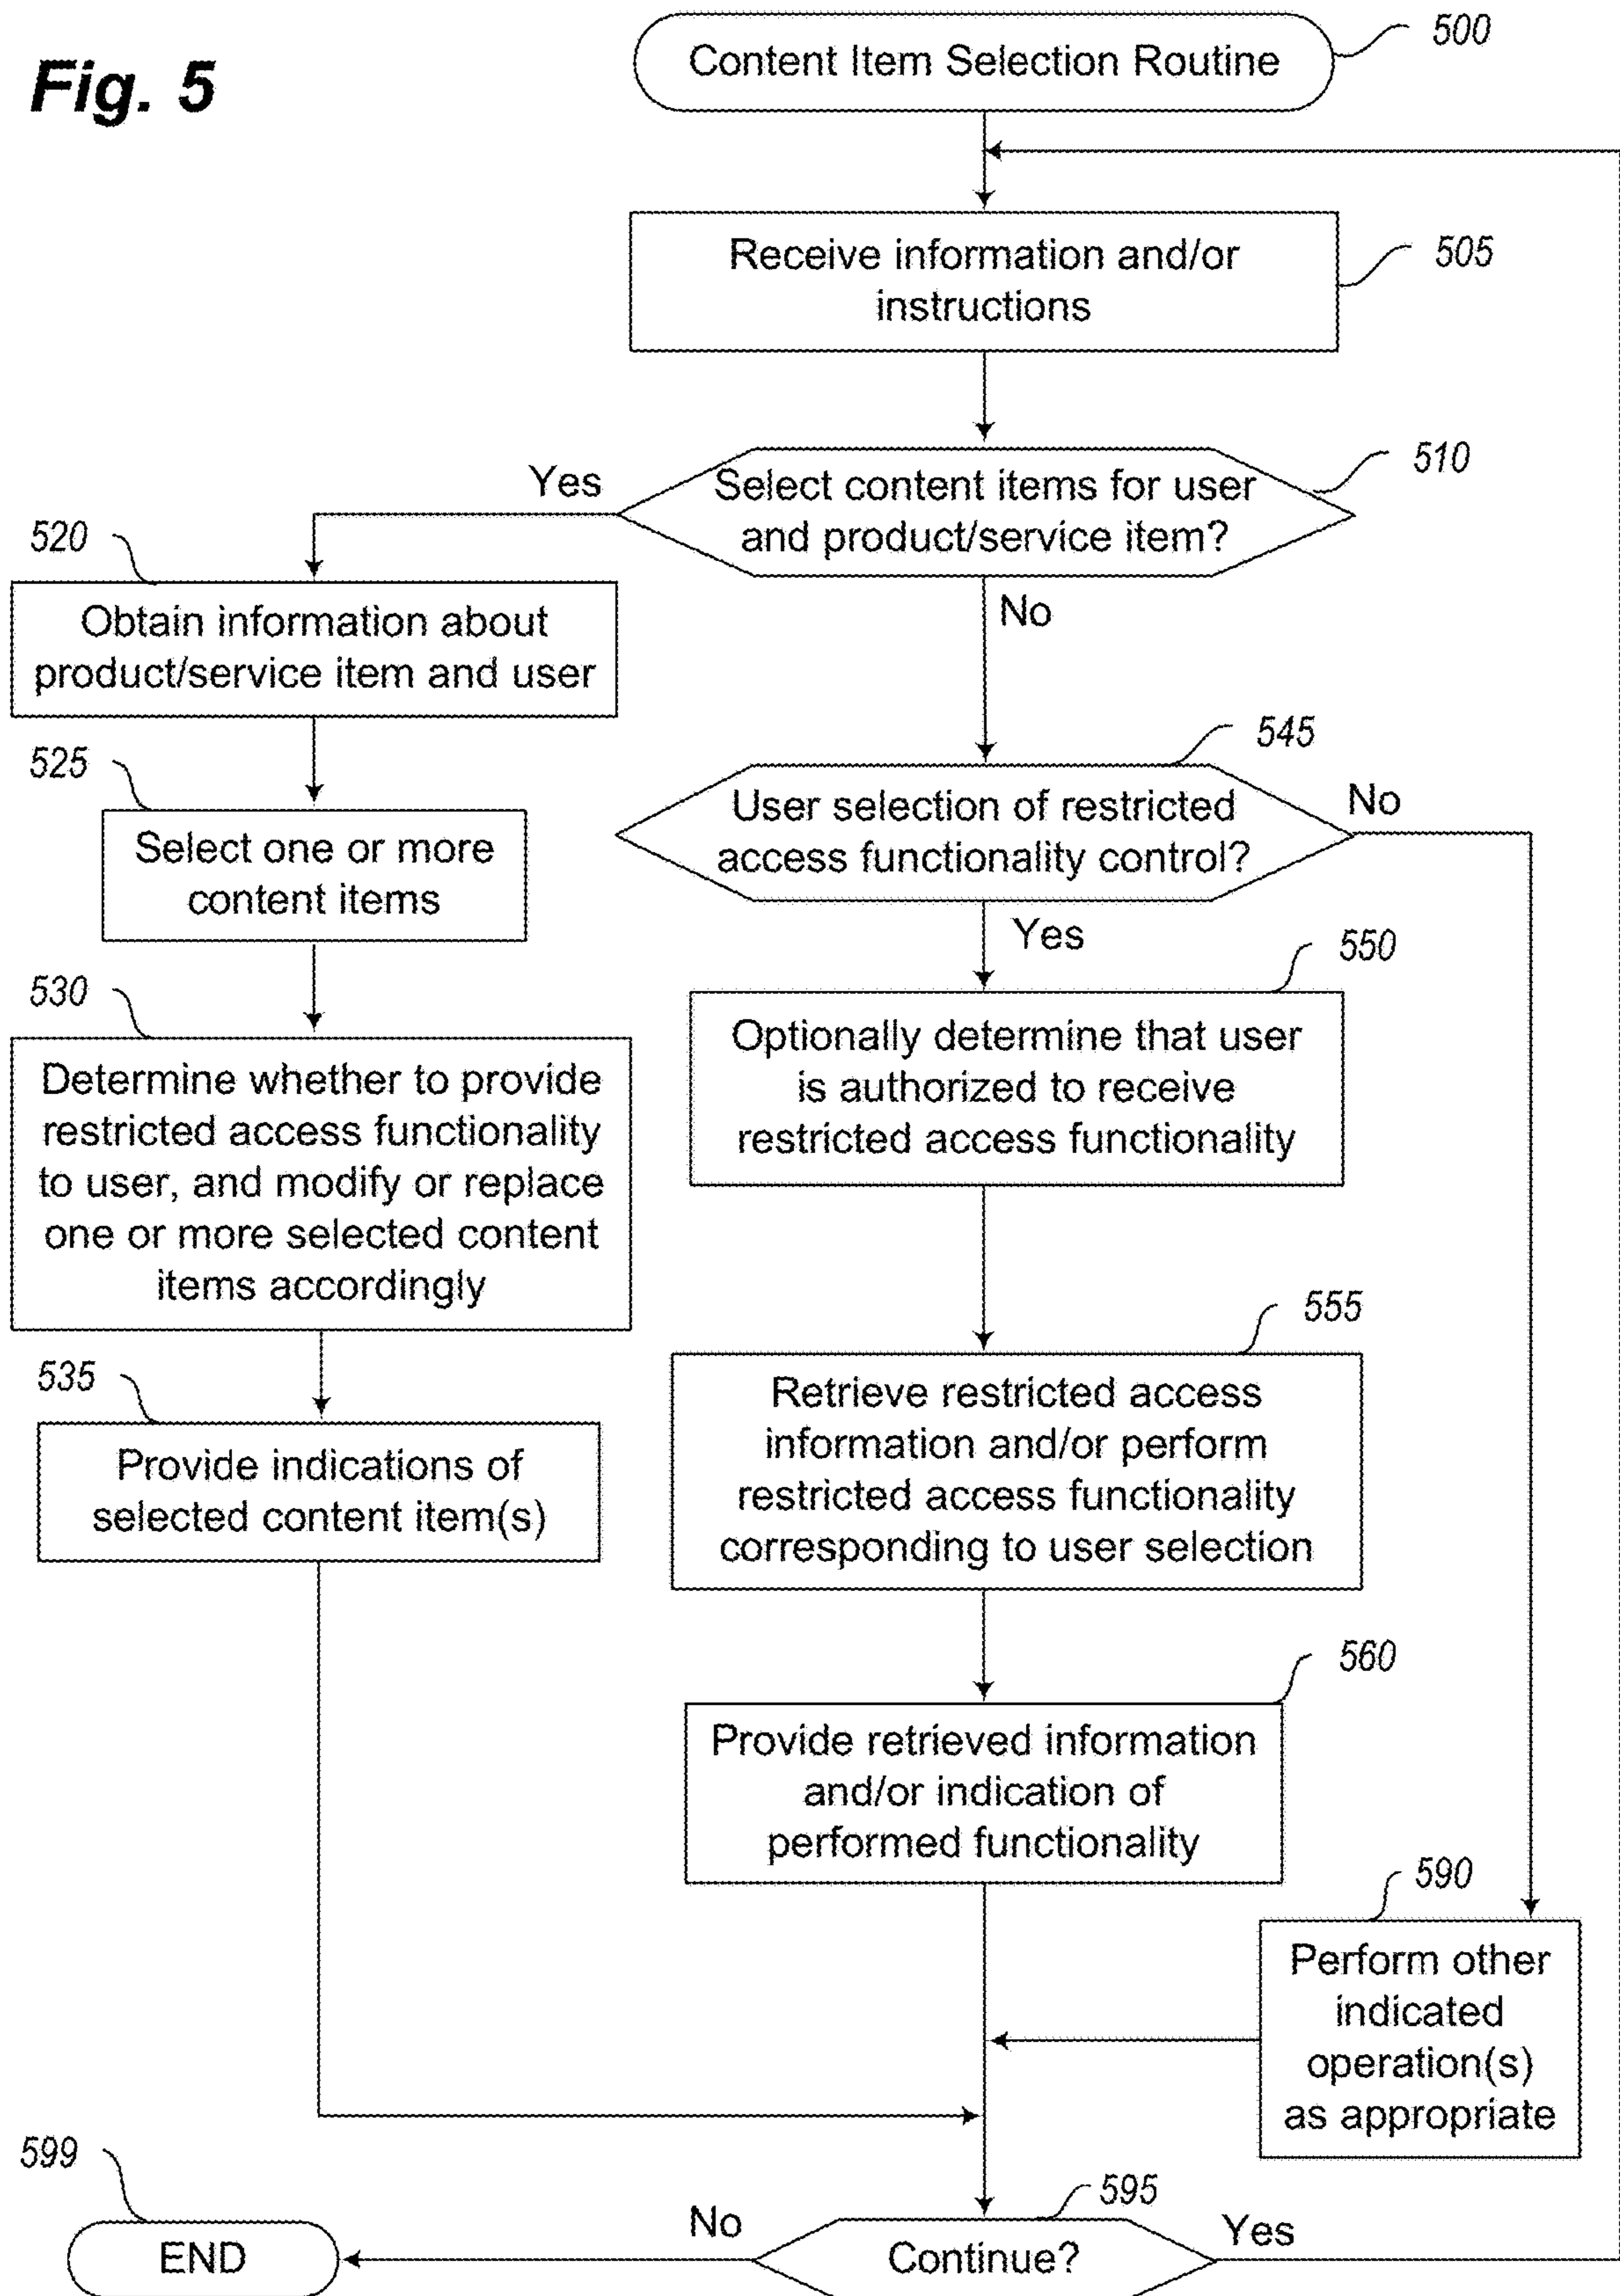 Fig. 5
Content Item Selection Routine
500
Receive information and/or
instructions
505
Select content items for user
and product/service item?
510
Yes
No
520
Obtain information about
product/service item and user
525
Select one or more
content items
530
Determine whether to provide
restricted access functionality
to user, and modify or replace
one or more selected content
items accordingly
535
Provide indications of
selected content item(s)
545
User selection of restricted
access functionality control?
No
Yes
550
Optionally determine that user
is authorized to receive
restricted access functionality
555
Retrieve restricted access
information and/or perform
restricted access functionality
corresponding to user selection
560
Provide retrieved information
and/or indication of
performed functionality
590
Perform other
indicated
operation(s)
as appropriate
595
Continue?
No
Yes
599
END